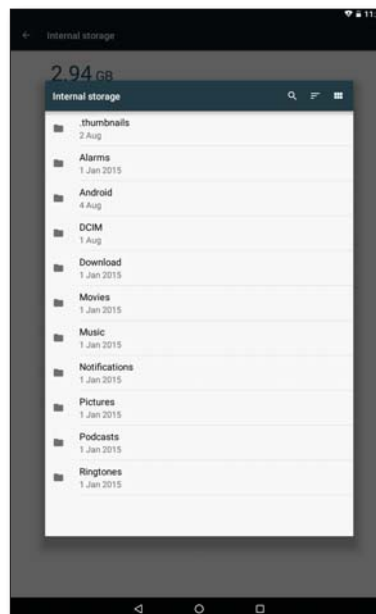 11:
Internal storage
2.94 GB
Internal storage
.thumbnails
2 Aug
Alarms
1 Jan 2015
Android
4 Aug
DCIM
1 Aug
Download
1 Jan 2015
Movies
1 Jan 2015
Music
1 Jan 2015
Notifications
1 Jan 2015
Pictures
1 Jan 2015
Podcasts
1 Jan 2015
Ringtones
1 Jan 2015